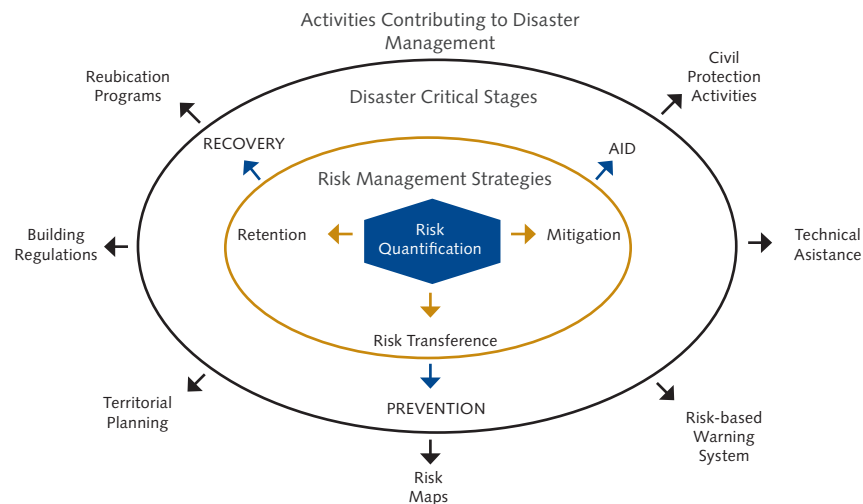 Activities Contributing to Disaster
Management
Reubication
Programs
Civil
Protection
Activities
Disaster Critical Stages
RECOVERY
AID
Risk Management Strategies
Building
Regulations
Retention
Risk
Quantification
Mitigation
Technical
Asistance
Risk Transference
Territorial
Planning
PREVENTION
Risk-based
Warning
System
Risk
Maps